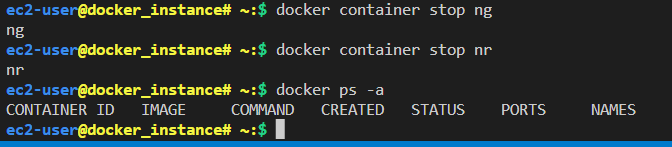 ec2-user@docker_instance# ~:$ docker container stop ng
ng
ec2-user@docker_instance# ~:$ docker container stop nr
nr
ec2-user@docker_instance# ~:$ docker ps -a
CONTAINER ID   IMAGE     COMMAND   CREATED   STATUS    PORTS     NAMES
ec2-user@docker_instance# ~:$